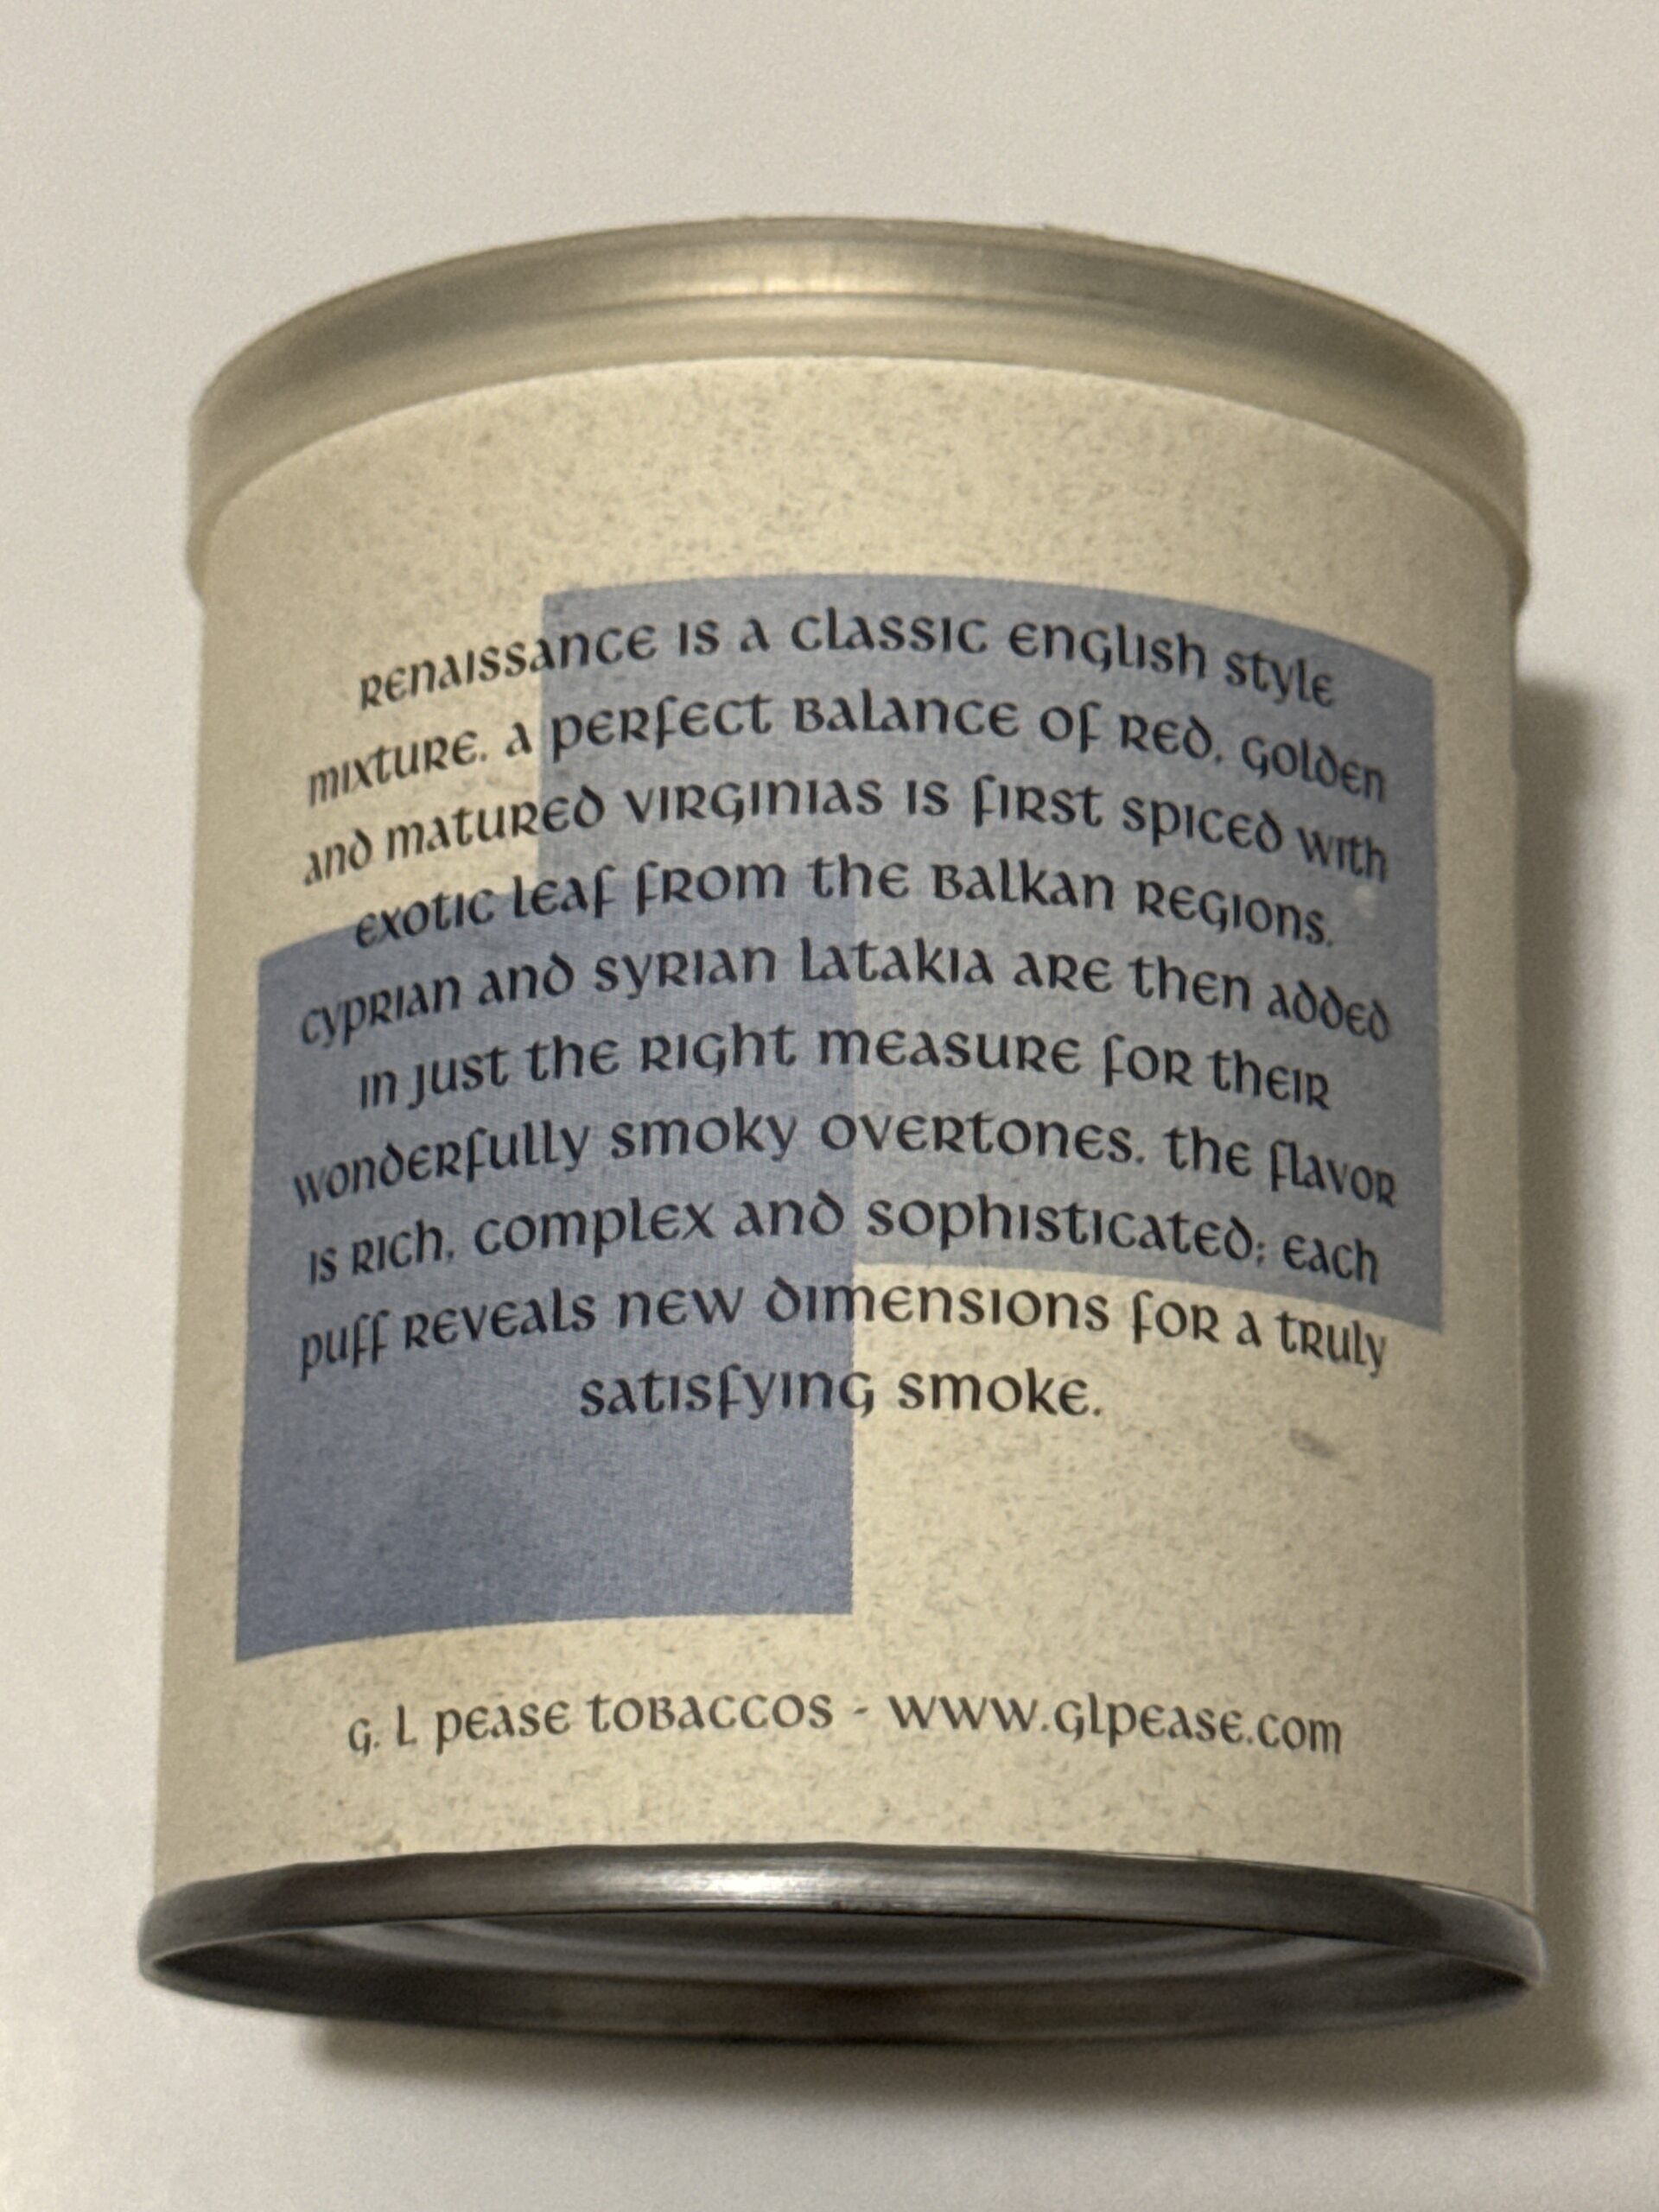 Renaissance is a classic English style
mixture. A perfect balance of red, golden
and matured virginias is first spiced with
exotic leaf from the Balkan regions.
Cyprian and Syrian Latakia are then added
in just the right measure for their
wonderfully smoky overtones. The flavor
is rich, complex and sophisticated; each
puff reveals new dimensions for a truly
satisfying smoke.
G. L Pease Tobaccos - www.glpease.com